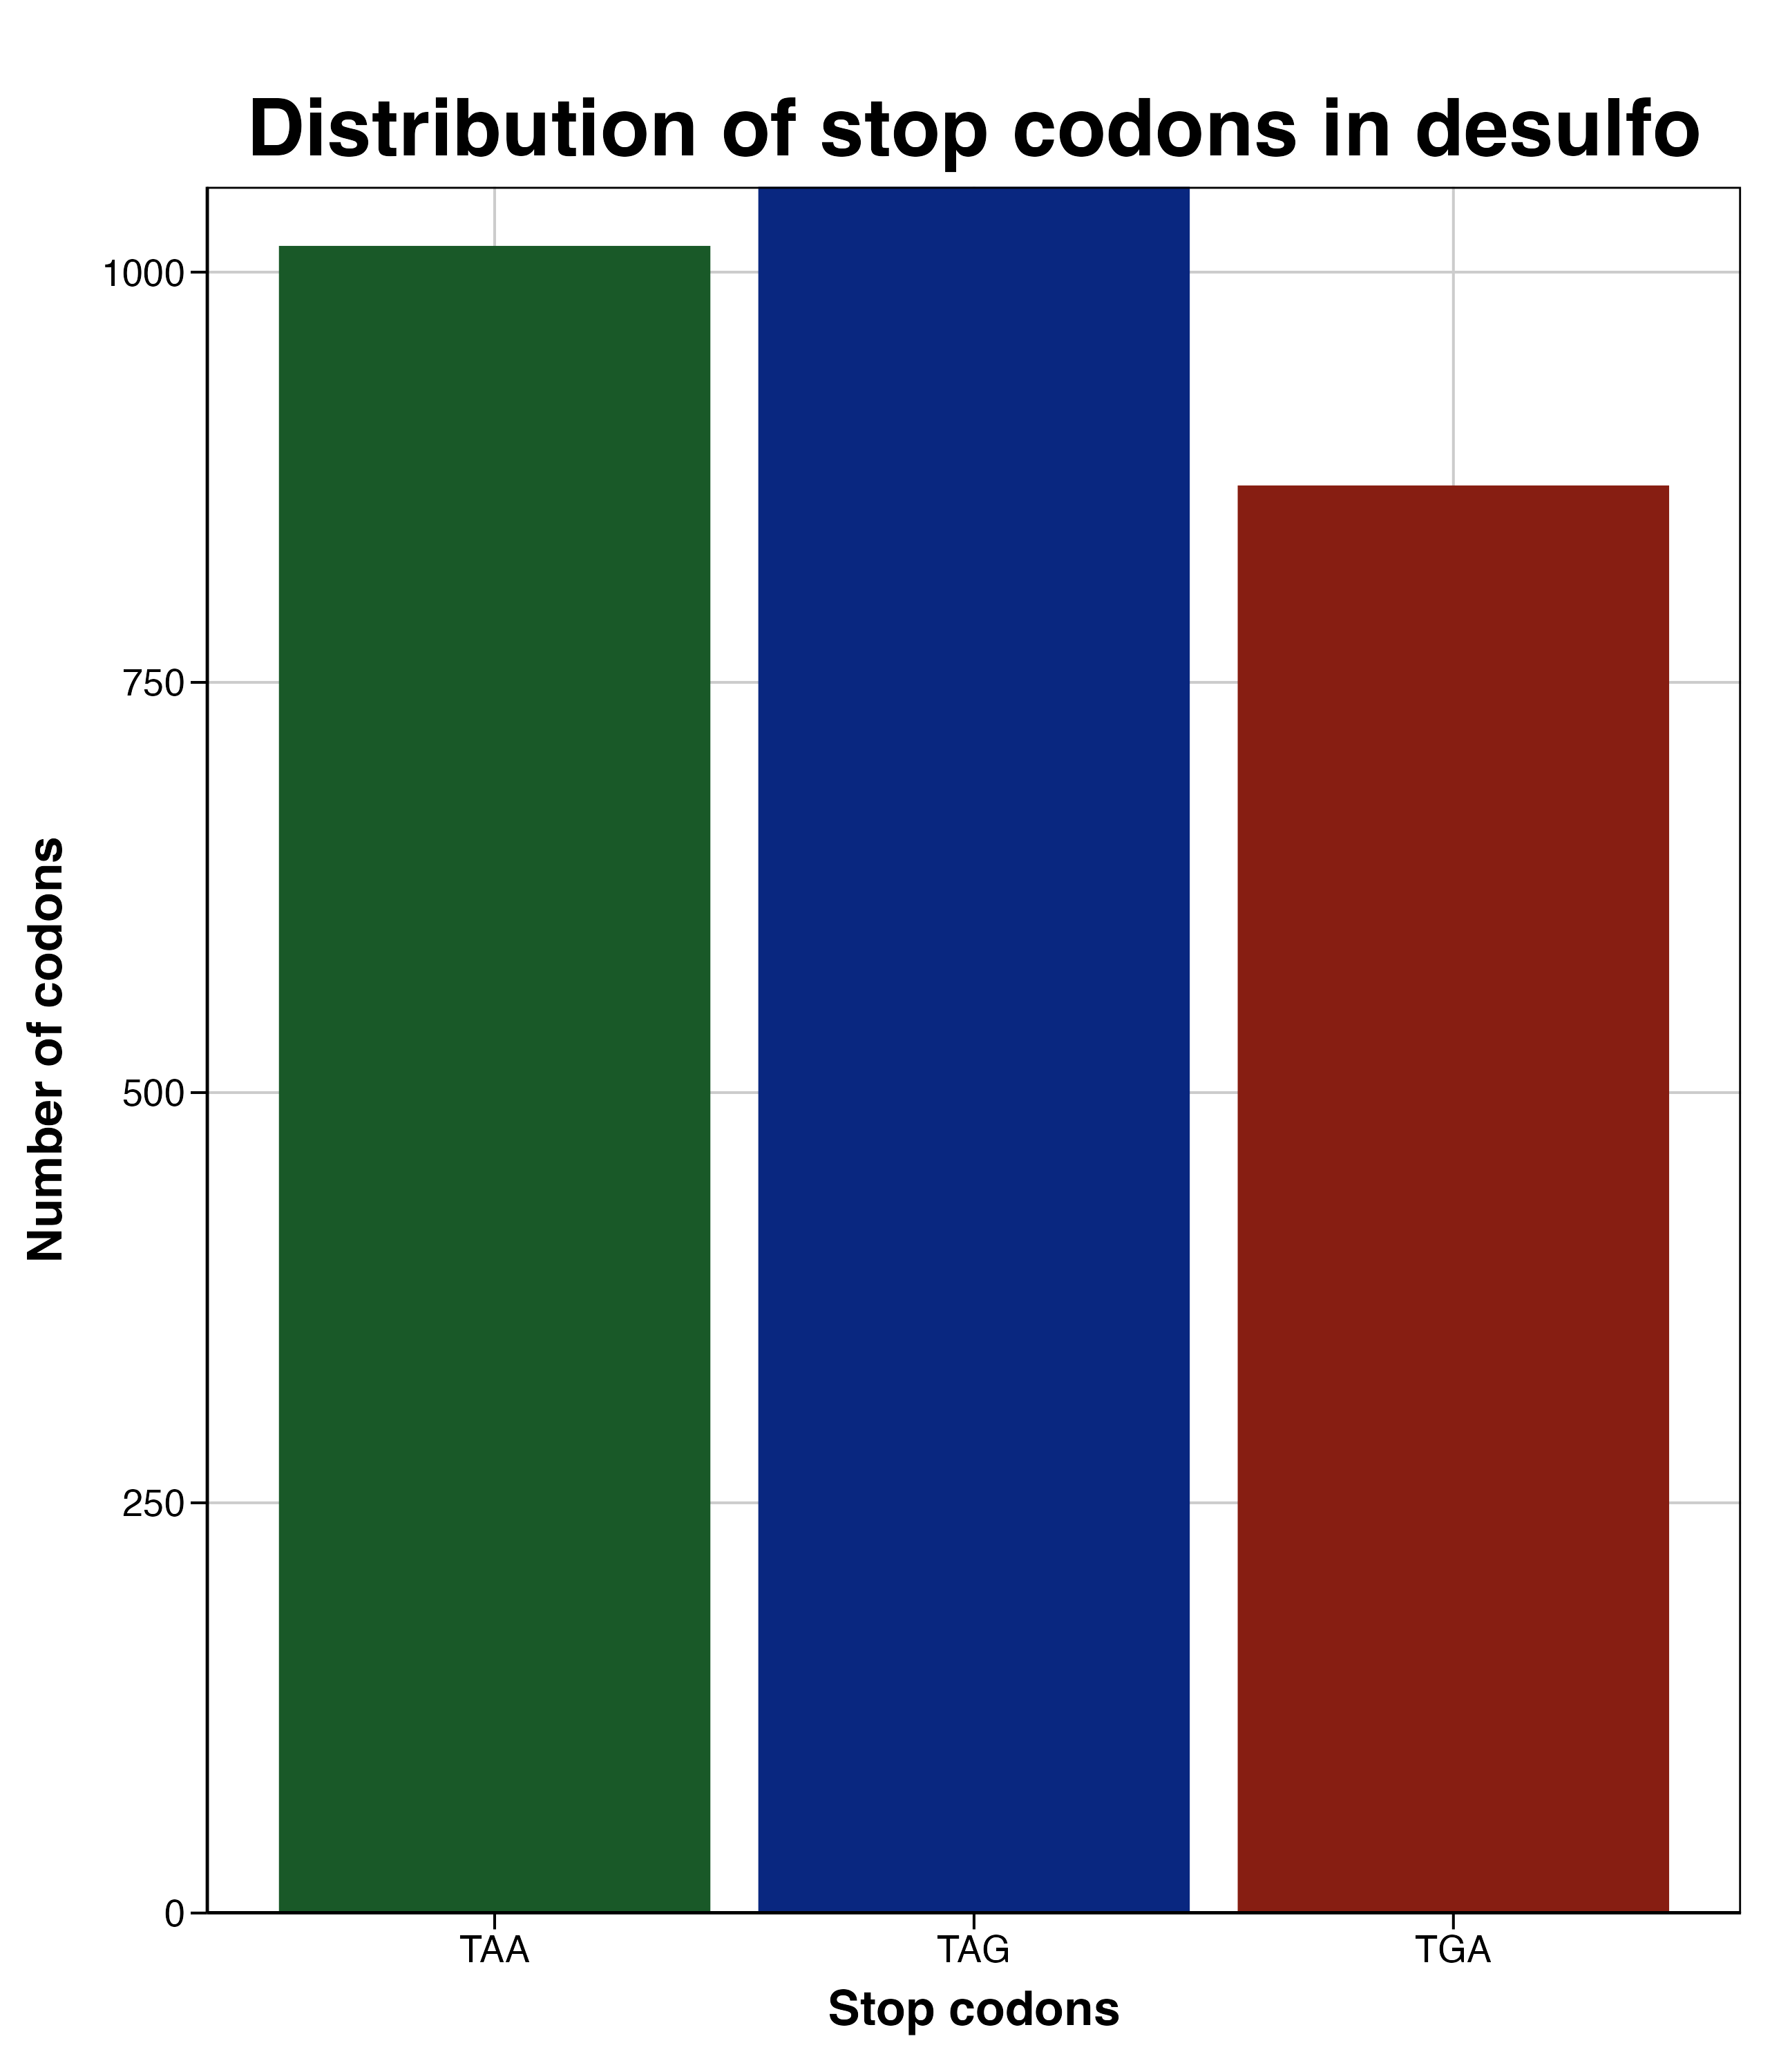 Distribution of stop codons in desulfo
Number of codons
1000
750
500
250
0
TAA
TAG
TGA
Stop codons